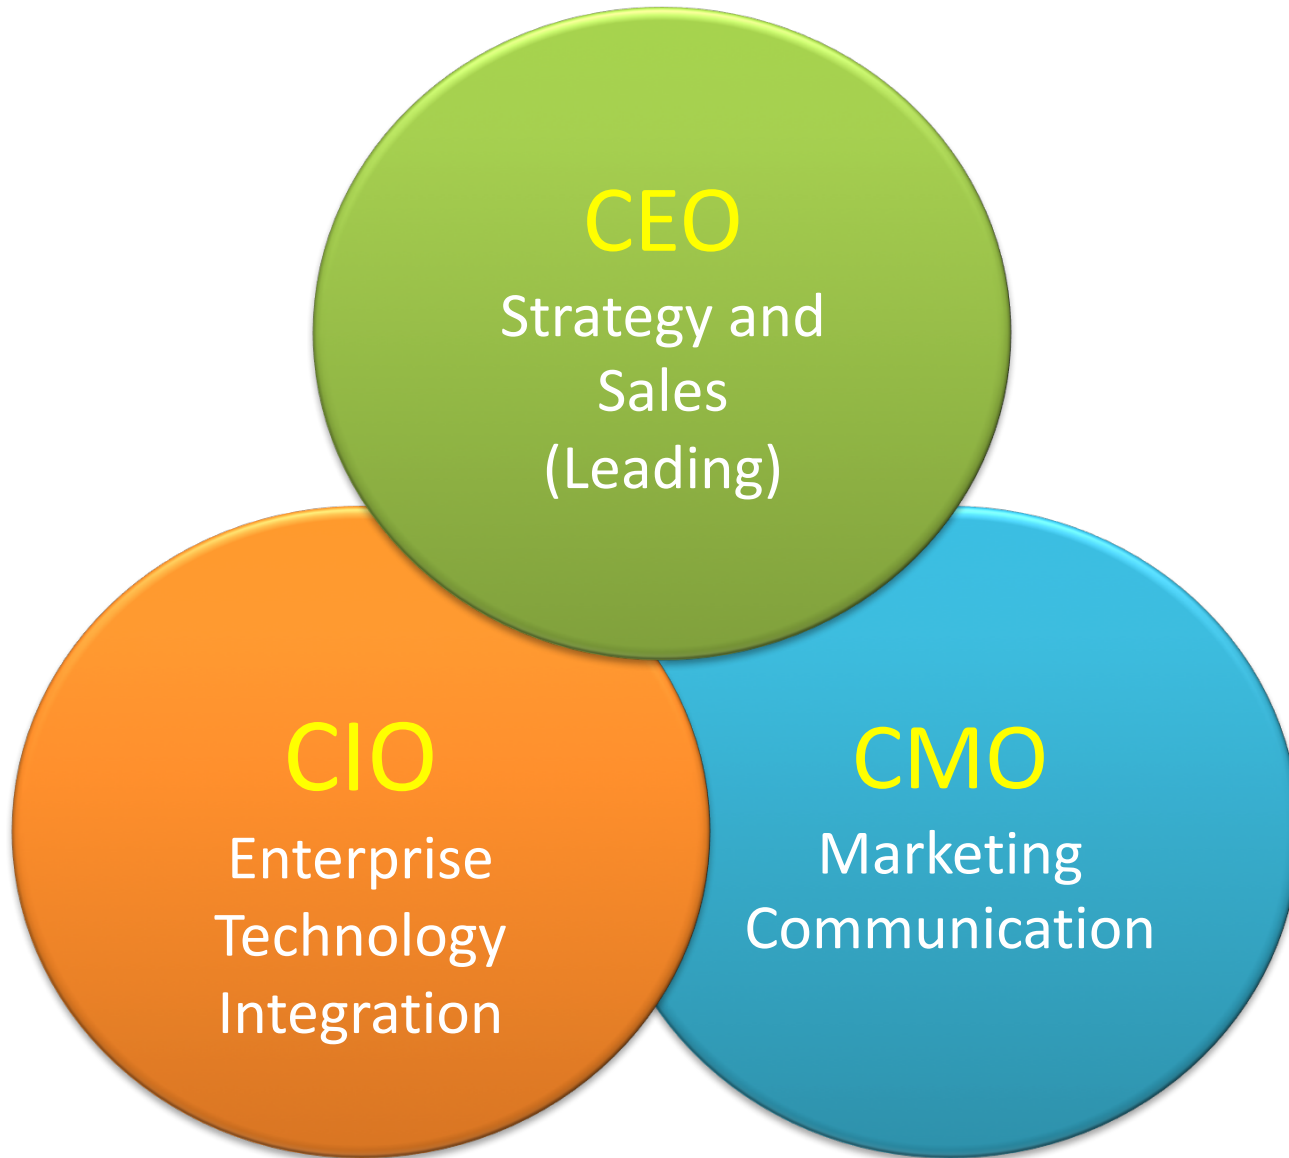 CEO
Strategy and
Sales
(Leading)
CIO
Enterprise
Technology
Integration
CMO
Marketing
Communication